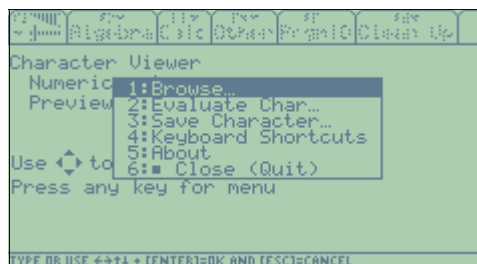 Algebra Calc Other PrgmIO Clean Up
Character Viewer
Numeric
Preview
1:Browse…
2:Evaluate Char…
3:Save Character…
4:Keyboard Shortcuts
5:About
6:■ Close (Quit)
Use to
Press any key for menu
TYPE OR USE ←→↑↓ + [ENTER]=OK AND [ESC]=CANCEL